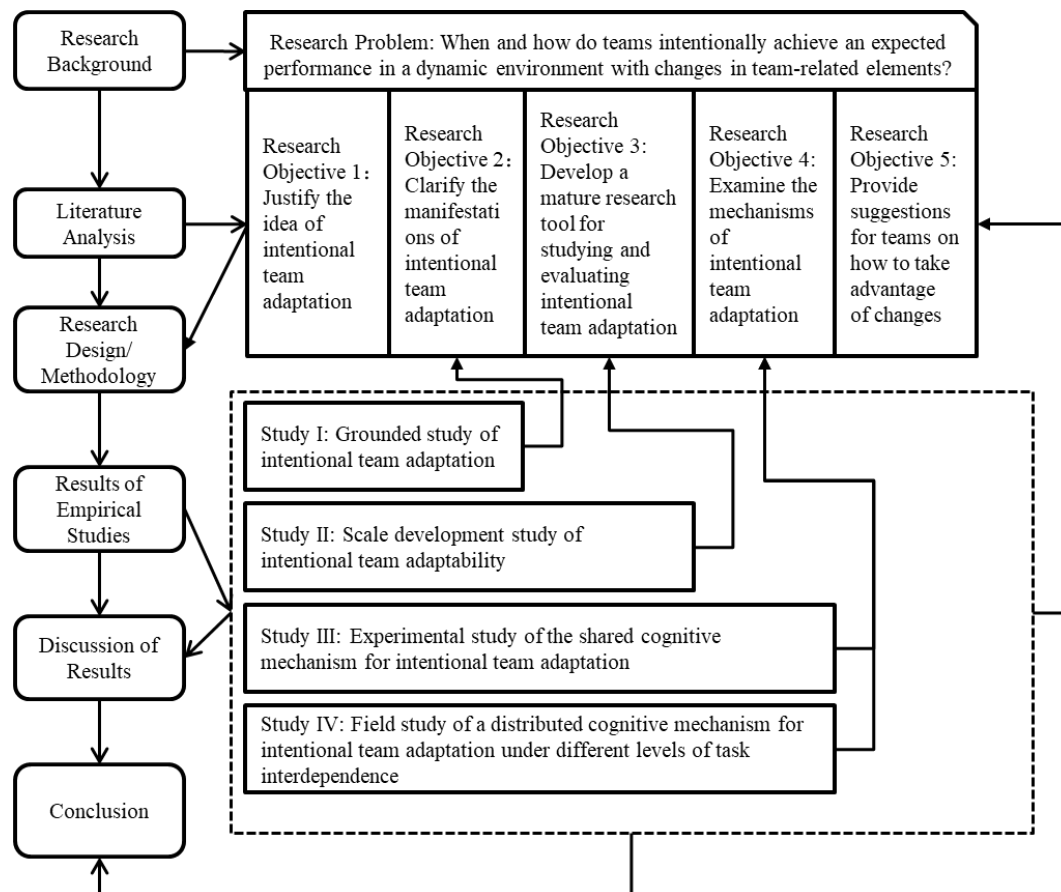 Research
Background
Research Problem: When and how do teams intentionally achieve an expected
performance in a dynamic environment with changes in team-related elements?
Research
Objective 1：
Justify the
idea of
intentional
team
adaptation
Research
Objective 2：
Clarify the
manifestati
ons of
intentional
team
adaptation
Research
Objective 3:
Develop a
mature research
tool for
studying and
evaluating
intentional
team adaptation
Research
Objective 4:
Examine the
mechanisms
of
intentional
team
adaptation
Research
Objective 5:
Provide
suggestions
for teams on
how to take
advantage
of changes
Literature
Analysis
Research
Design/
Methodology
Results of
Empirical
Studies
Study I: Grounded study of
intentional team adaptation
Study II: Scale development study of
intentional team adaptability
Study III: Experimental study of the shared cognitive
mechanism for intentional team adaptation
Study IV: Field study of a distributed cognitive mechanism for
intentional team adaptation under different levels of task
interdependence
Discussion of
Results
Conclusion